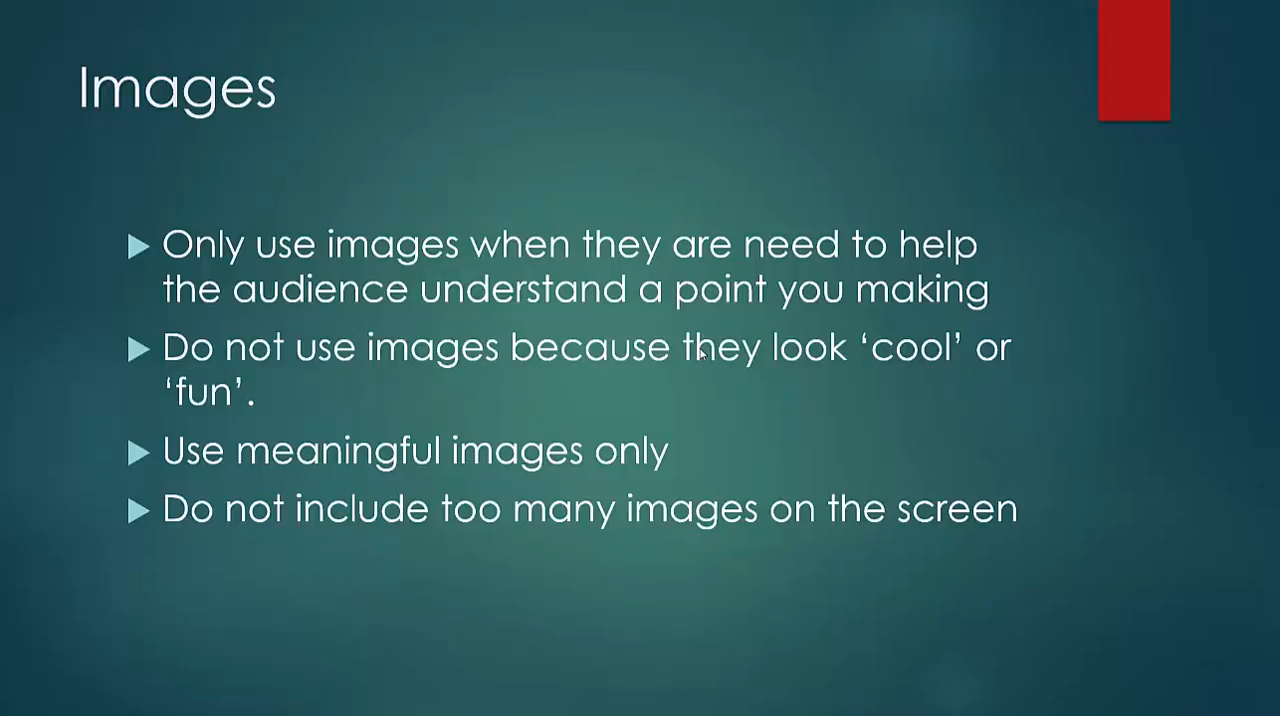 Images
Only use images when they are need to help
the audience understand a point you making
Do not use images because they look ‘cool’ or
‘fun’.
Use meaningful images only
Do not include too many images on the screen